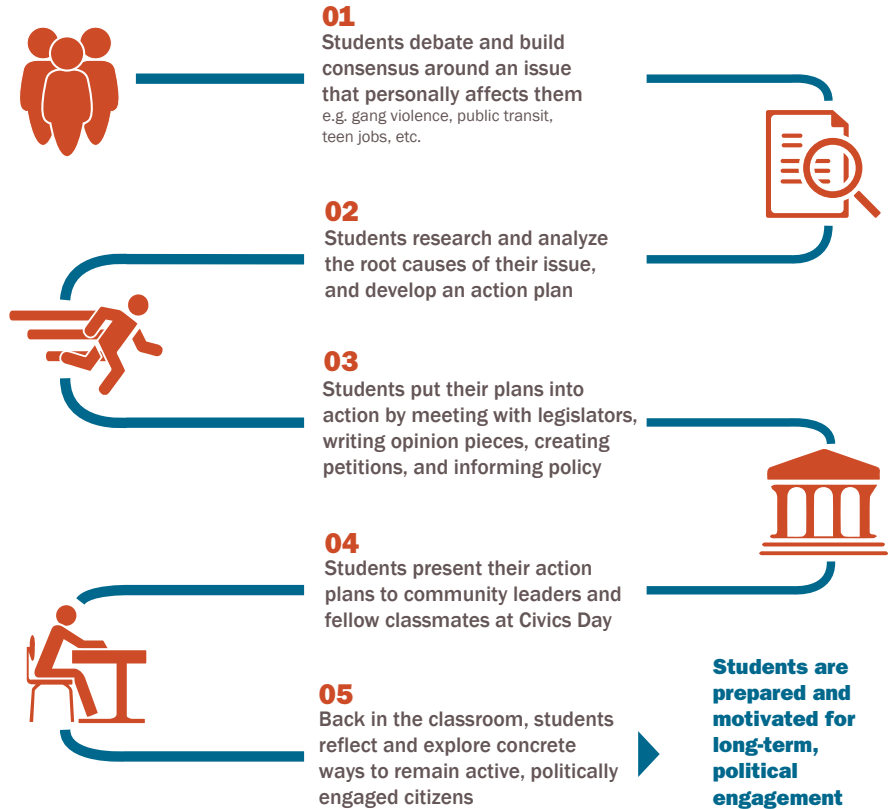 01
Students debate and build
consensus around an issue
that personally affects them
e.g. gang violence, public transit,
teen jobs, etc.
02
Students research and analyze
the root causes of their issue,
and develop an action plan
03
Students put their plans into
action by meeting with legislators,
writing opinion pieces, creating
petitions, and informing policy
04
Students present their action
plans to community leaders and
fellow classmates at Civics Day
05
Back in the classroom, students
reflect and explore concrete
ways to remain active, politically
engaged citizens
Students are
prepared and
motivated for
long-term,
political
engagement